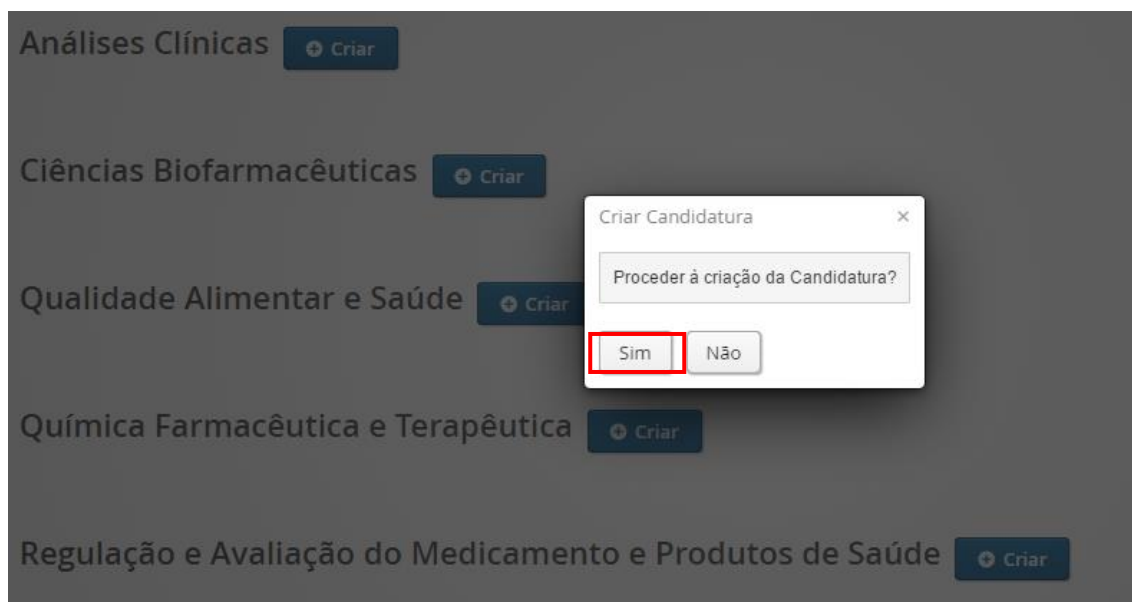 Análises Clínicas Criar
Ciências Biofarmacêuticas Criar
Criar Candidatura ×
Proceder á criação da Candidatura?
Qualidade Alimentar e Saúde Criar
Sim Não
Química Farmacêutica e Terapêutica Criar
Regulação e Avaliação do Medicamento e Produtos de Saúde Criar